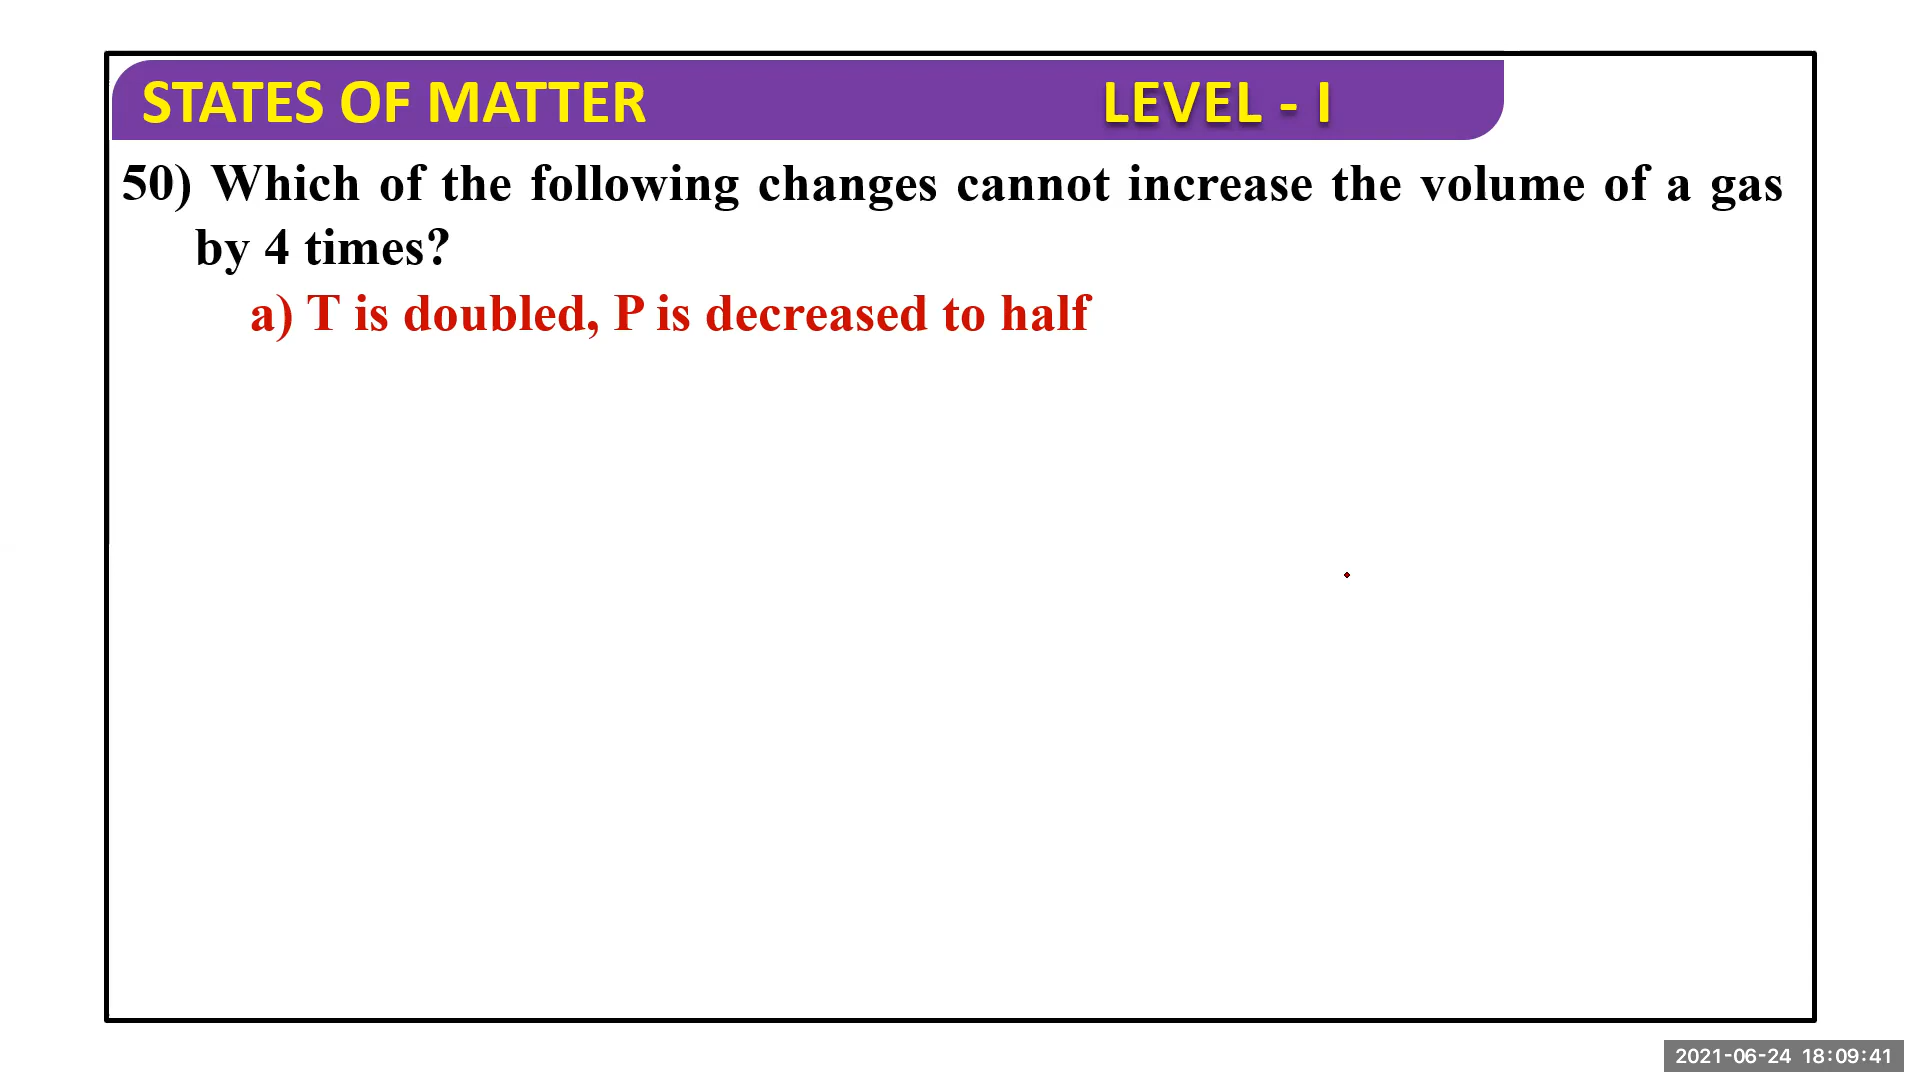 STATES OF MATTER LEVEL - I
50) Which of the following changes cannot increase the volume of a gas
by 4 times?
a) T is doubled, P is decreased to half
2021-06-24 18:09:41